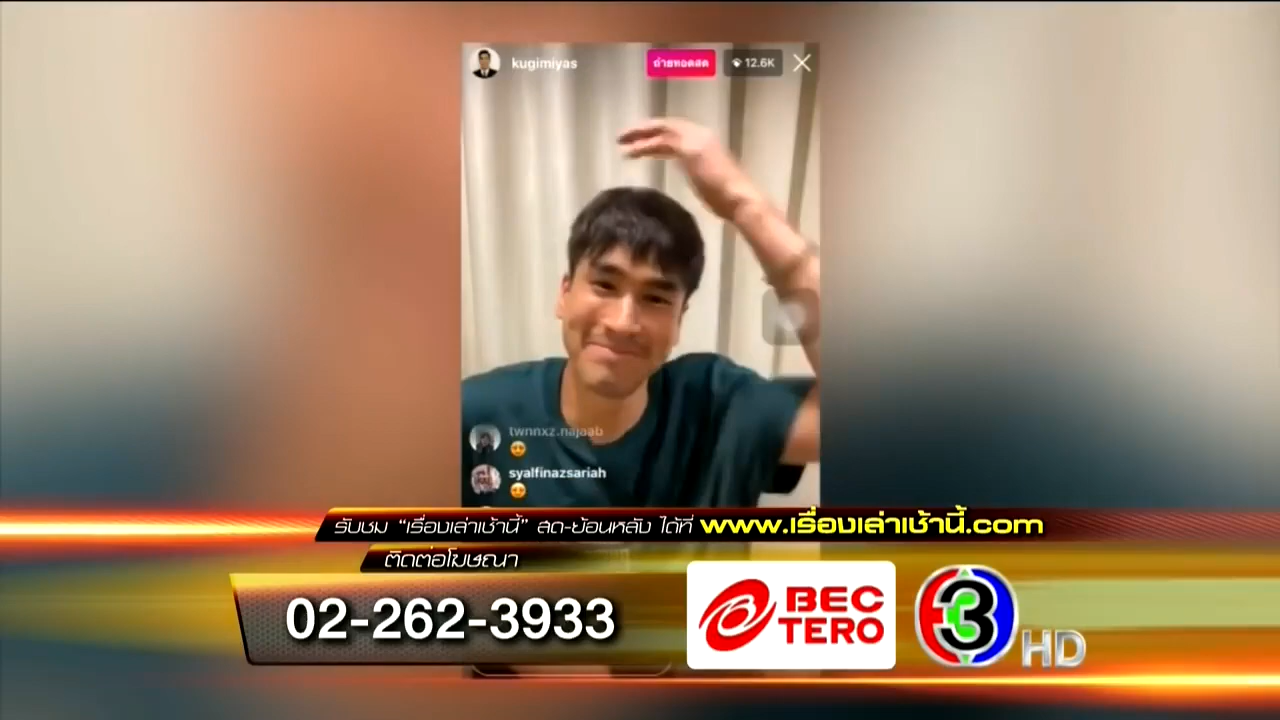 kugimiyas
ถ่ายทอดสด
12.6K
twnnxz.najaab
syalfinazsariah
รับชม “เรื่องเล่าเช้านี้” สด-ย้อนหลัง ได้ที่ www.เรื่องเล่าเช้านี้.com
ติดต่อโฆษณา
02-262-3933
BEC
TERO
3
HD